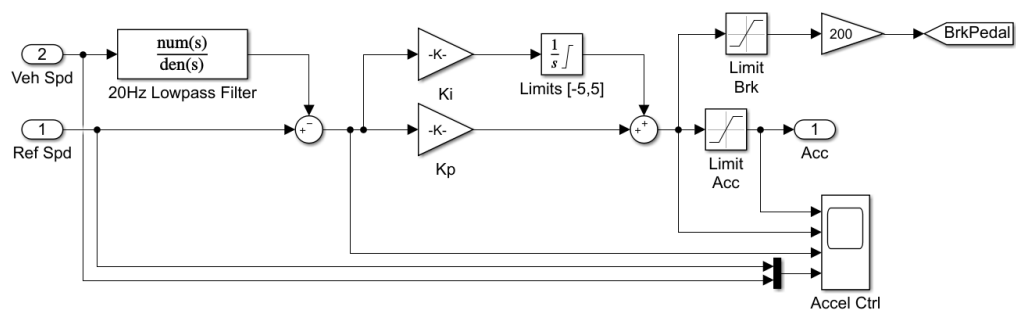 2
Veh Spd
num(s)
den(s)
20Hz Lowpass Filter
1
Ref Spd
−
+
-K-
Ki
1
s
Limits [-5,5]
-K-
Kp
+
+
Limit
Brk
200
BrkPedal
Limit
Acc
1
Acc
Accel Ctrl